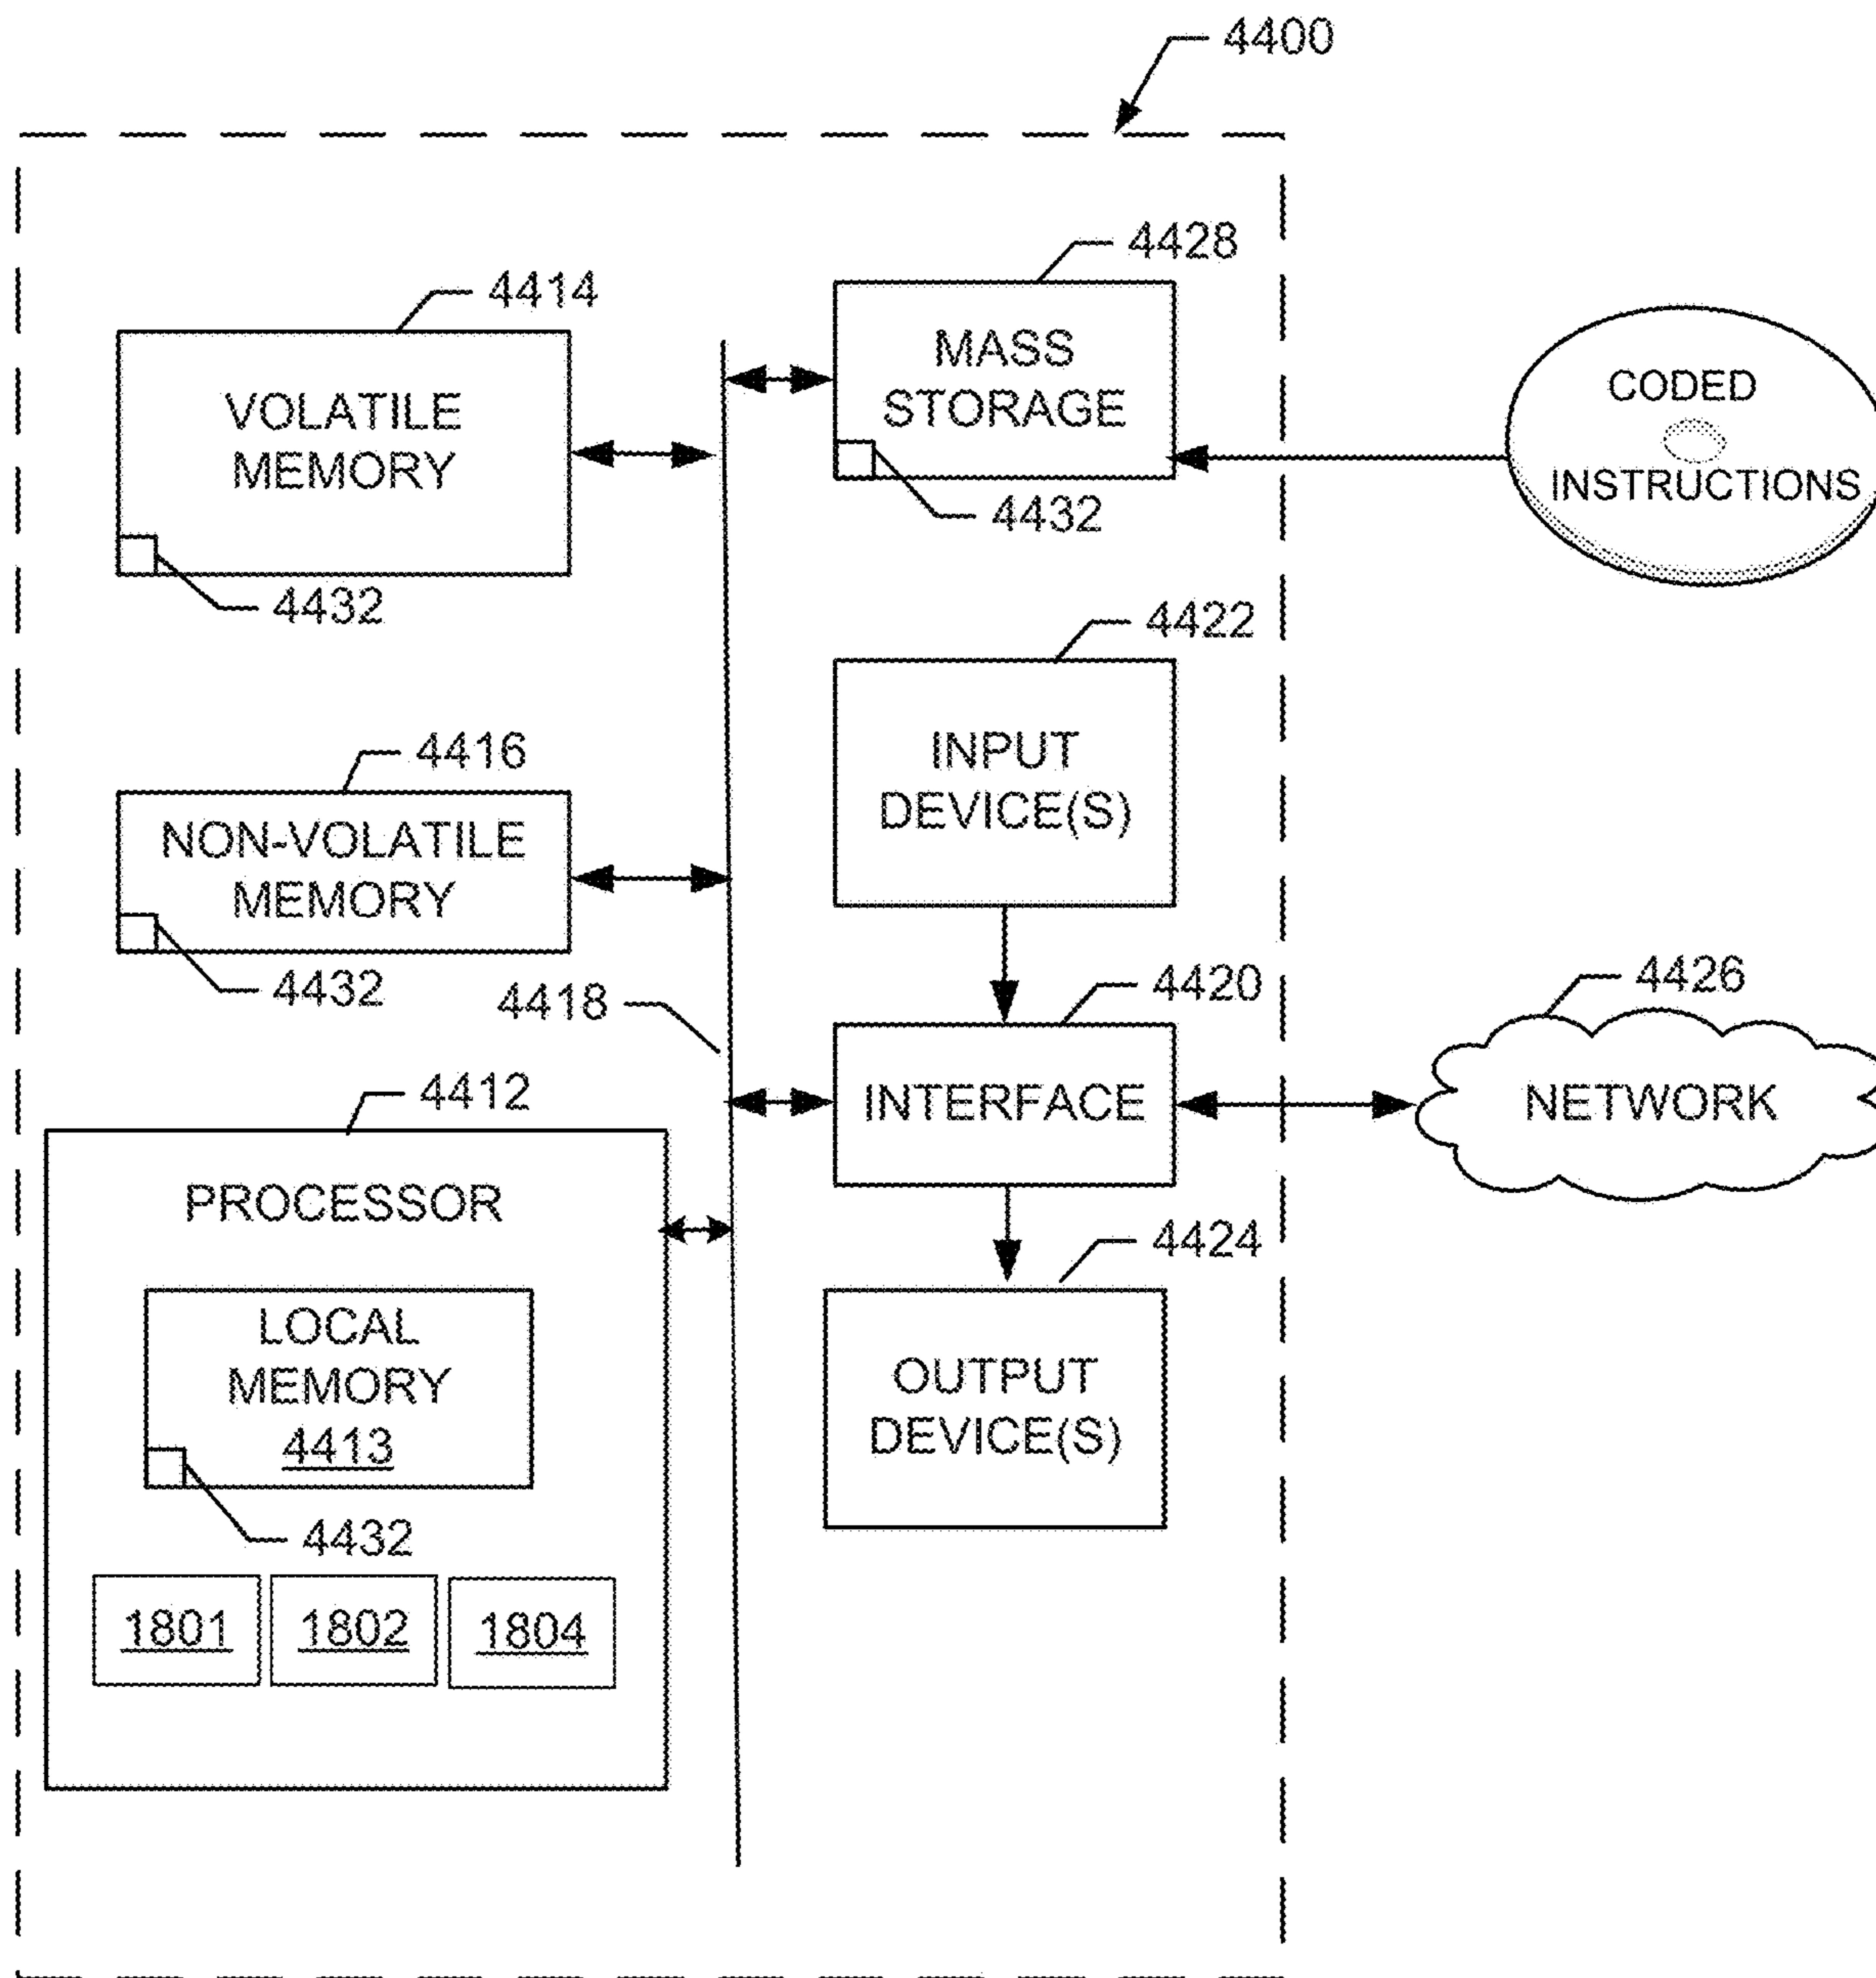 4400
4428
4414
MASS
STORAGE
CODED
INSTRUCTIONS
VOLATILE
MEMORY
4432
4432
4422
INPUT
DEVICE(S)
4416
NON-VOLATILE
MEMORY
4432
4418
4420
4426
INTERFACE
NETWORK
4412
PROCESSOR
4424
LOCAL
MEMORY
4413
OUTPUT
DEVICE(S)
4432
1801
1802
1804